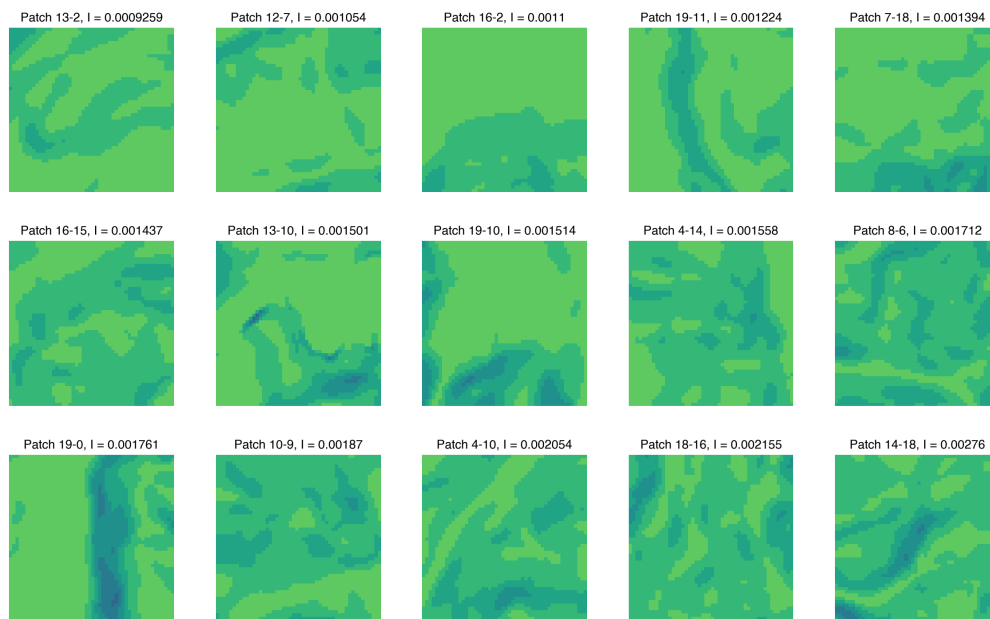 Patch 13-2, I = 0.0009259
Patch 12-7, I = 0.001054
Patch 16-2, I = 0.0011
Patch 19-11, I = 0.001224
Patch 7-18, I = 0.001394
Patch 16-15, I = 0.001437
Patch 13-10, I = 0.001501
Patch 19-10, I = 0.001514
Patch 4-14, I = 0.001558
Patch 8-6, I = 0.001712
Patch 19-0, I = 0.001761
Patch 10-9, I = 0.00187
Patch 4-10, I = 0.002054
Patch 18-16, I = 0.002155
Patch 14-18, I = 0.00276